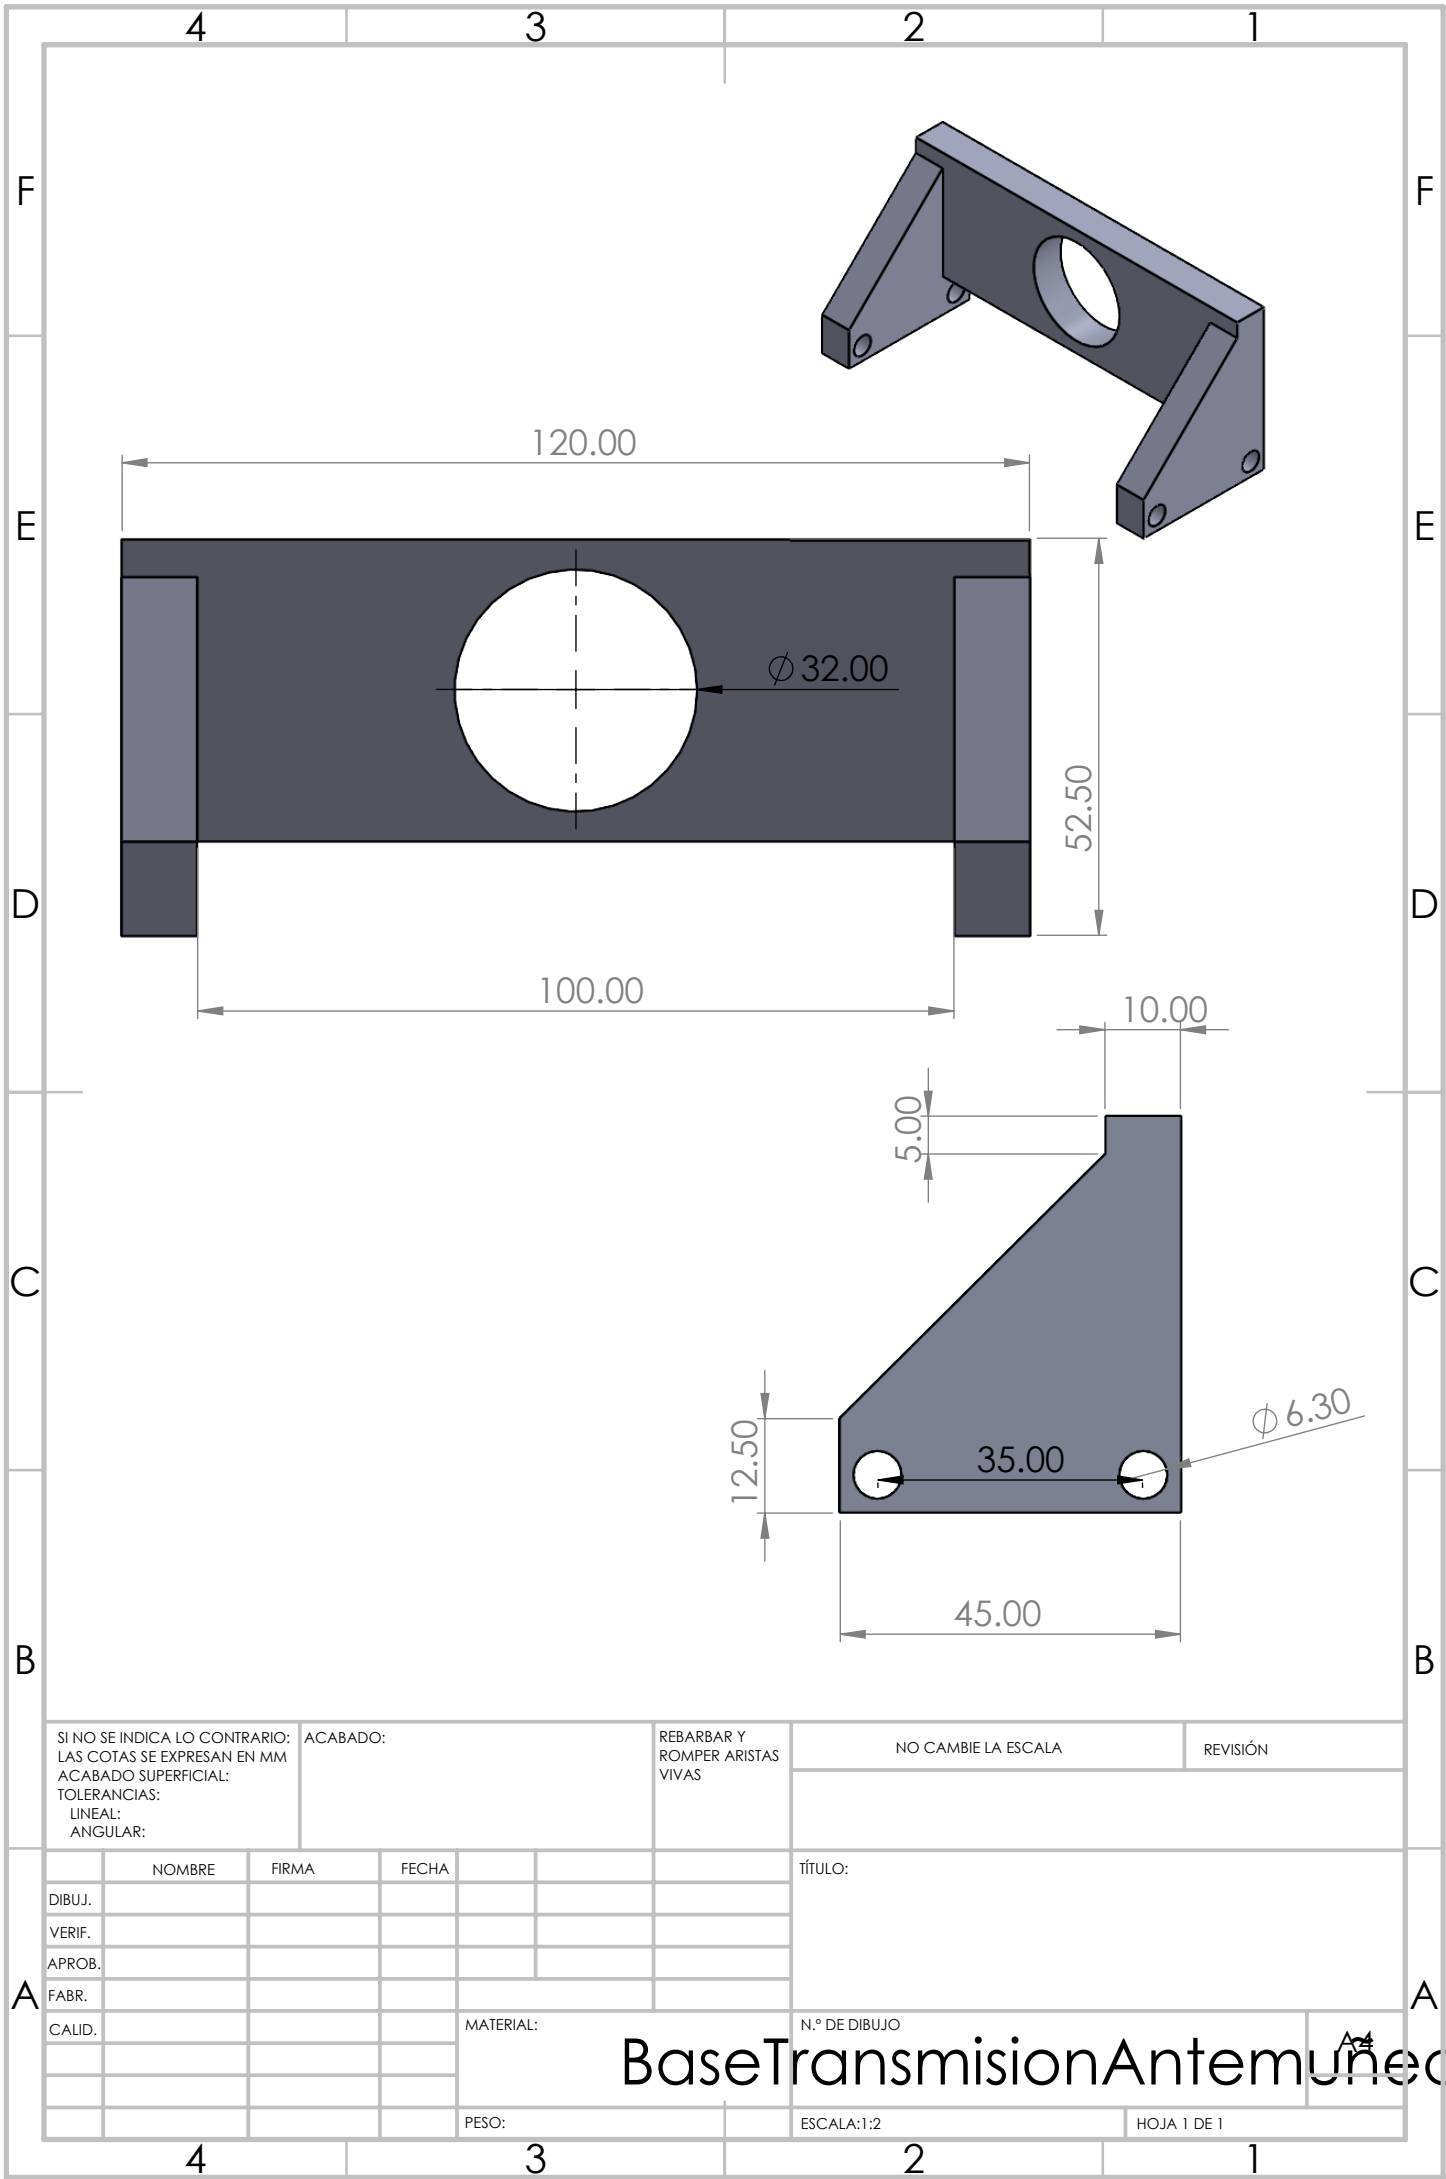 4 3 2 1
F F
120.00
E E
⌀ 32.00
52.50
D D
100.00
10.00
5.00
C C
⌀ 6.30
12.50
35.00
45.00
B B
SI NO SE INDICA LO CONTRARIO:
LAS COTAS SE EXPRESAN EN MM
ACABADO SUPERFICIAL:
TOLERANCIAS:
LINEAL:
ANGULAR:
ACABADO:
REBARBAR Y
ROMPER ARISTAS
VIVAS
NO CAMBIE LA ESCALA
REVISIÓN
NOMBRE FIRMA FECHA
TÍTULO:
DIBUJ.
VERIF.
APROB.
A A
FABR.
CALID.
MATERIAL:
N.º DE DIBUJO
A4
BaseTransmisionAntemuñec
PESO:
ESCALA:1:2
HOJA 1 DE 1
4 3 2 1